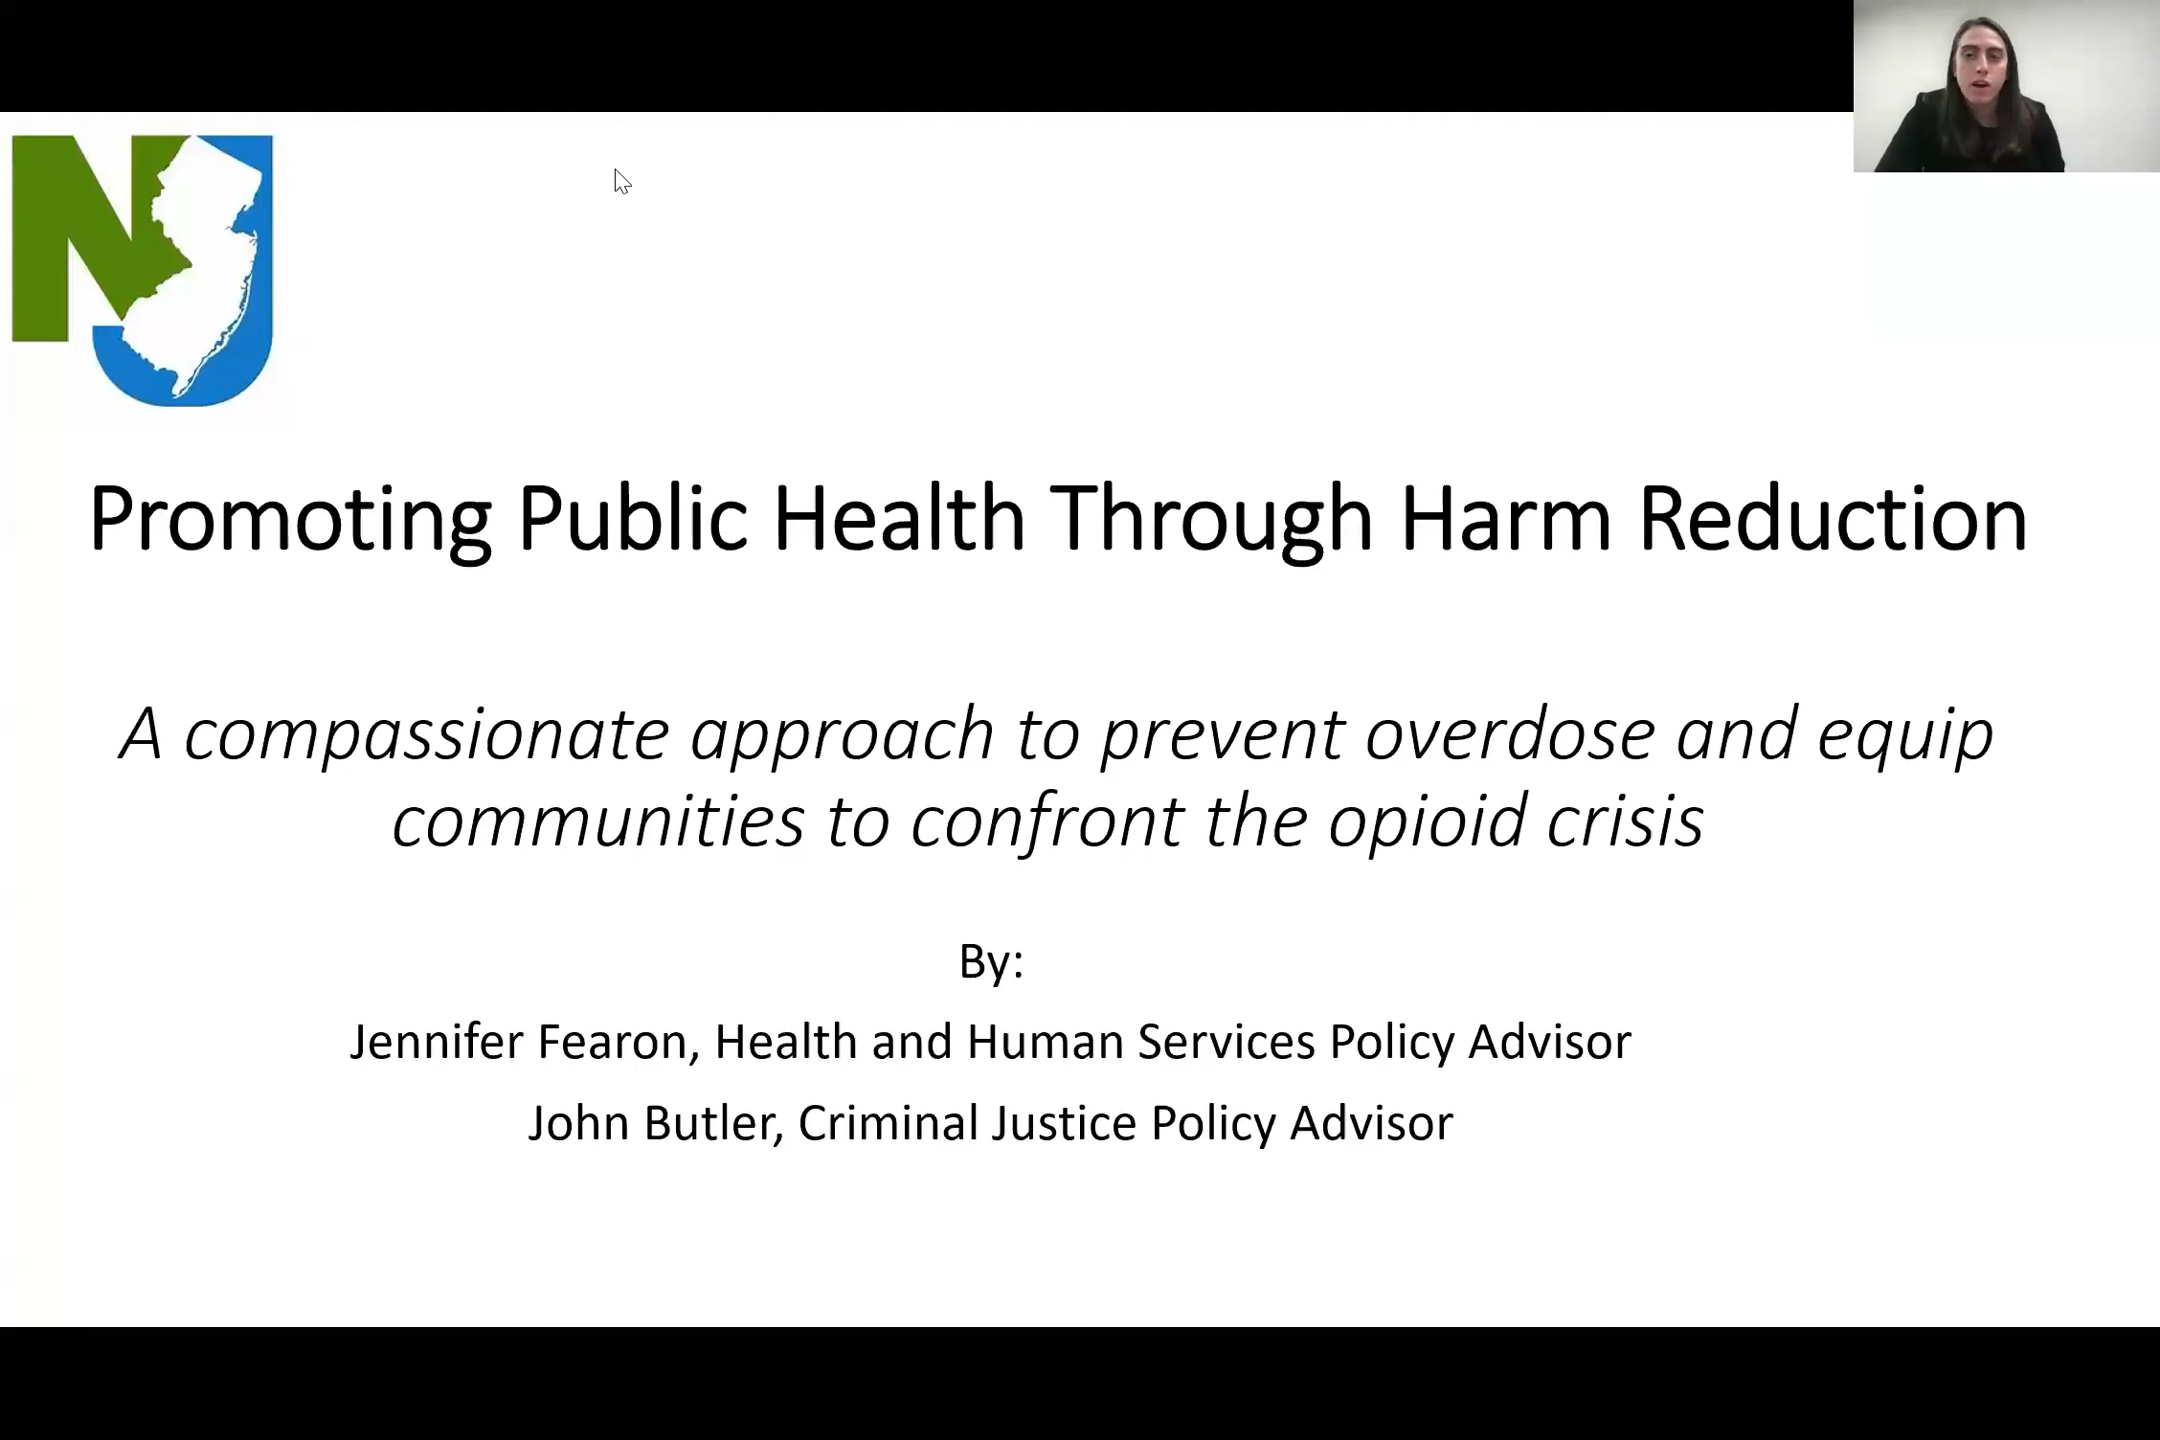 NJ
Promoting Public Health Through Harm Reduction
A compassionate approach to prevent overdose and equip
communities to confront the opioid crisis
By:
Jennifer Fearon, Health and Human Services Policy Advisor
John Butler, Criminal Justice Policy Advisor